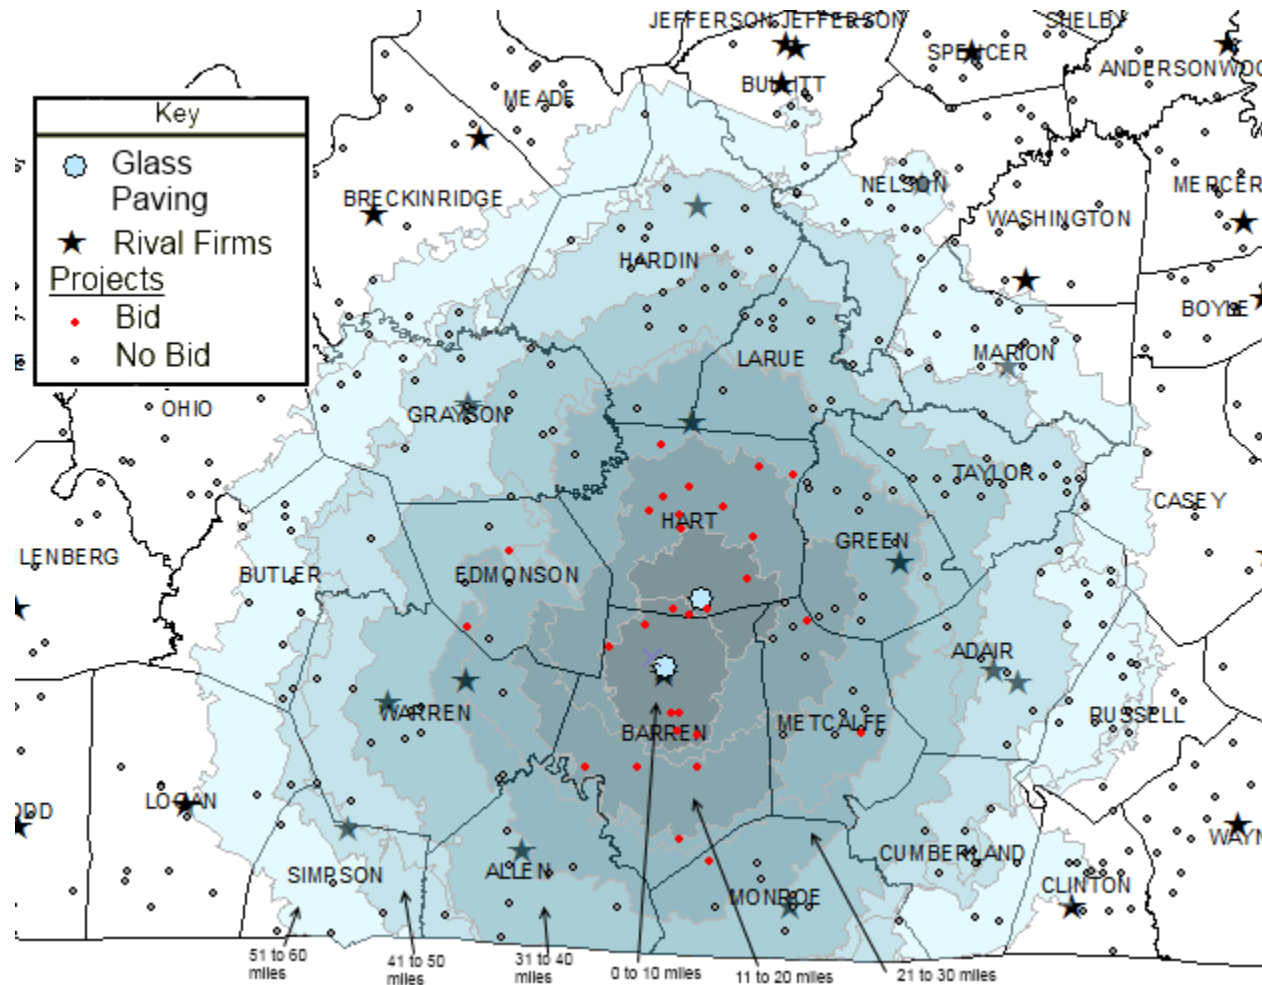 JEFFERSON JEFFERSON
SHELBY
SPENCER
ANDERSON WOO
BULLITT
MEADE
Key
Glass
Paving
Rival Firms
Projects
Bid
No Bid
BRECKINRIDGE
NELSON
MERCER
WASHINGTON
HARDIN
BOYLE
LARUE
MARION
OHIO
GRAYSON
TAYLOR
CASEY
HART
GREEN
LENBERG
BUTLER
EDMONSON
ADAIR
WARREN
BARREN
METCALFE
RUSSELL
LOGAN
ODD
WAYN
SIMPSON
ALLEN
CUMBERLAND
MONROE
CLINTON
51 to 60
miles
41 to 50
miles
31 to 40
miles
0 to 10 miles
11 to 20 miles
21 to 30 miles